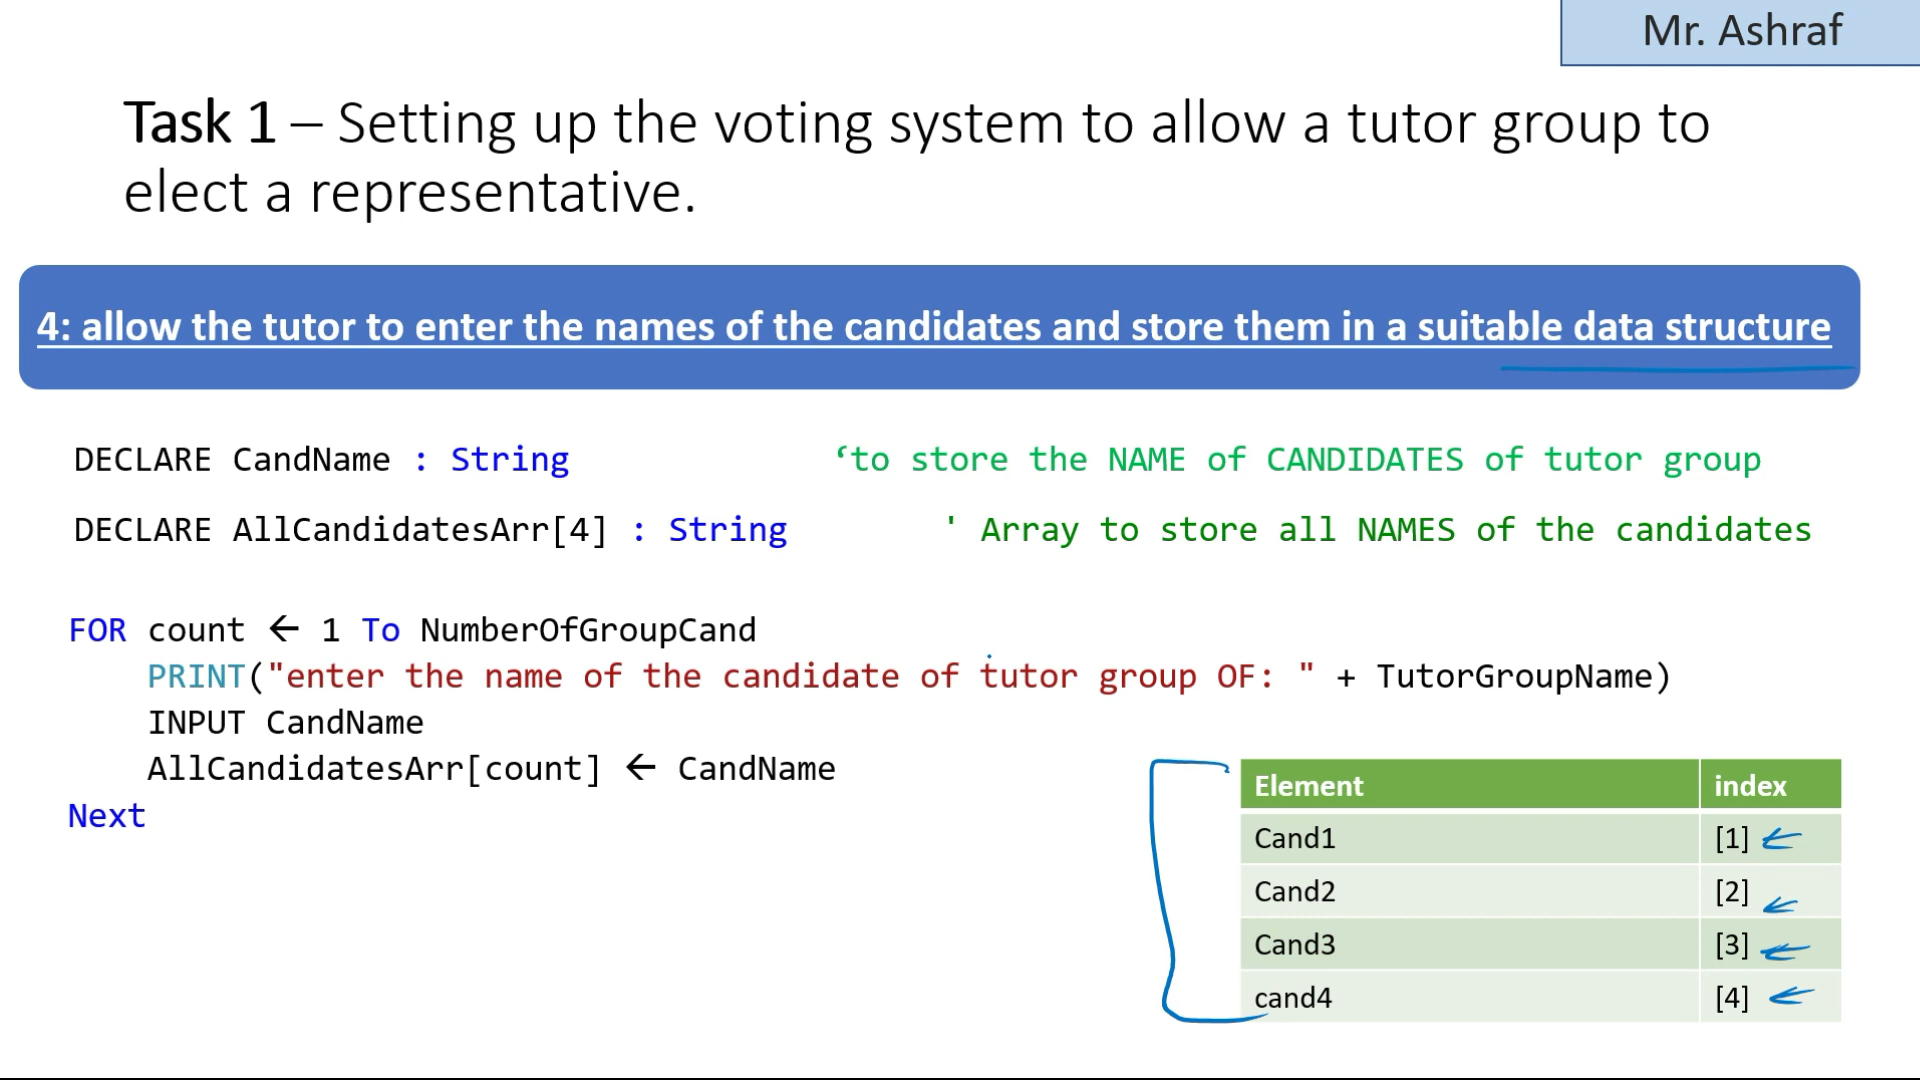 Mr. Ashraf
Task 1 – Setting up the voting system to allow a tutor group to
elect a representative.
4: allow the tutor to enter the names of the candidates and store them in a suitable data structure
DECLARE CandName : String ‘to store the NAME of CANDIDATES of tutor group
DECLARE AllCandidatesArr[4] : String ' Array to store all NAMES of the candidates
FOR count ← 1 To NumberOfGroupCand
PRINT("enter the name of the candidate of tutor group OF: " + TutorGroupName)
INPUT CandName
AllCandidatesArr[count] ← CandName
Next
Element index
Cand1 [1]
Cand2 [2]
Cand3 [3]
cand4 [4]